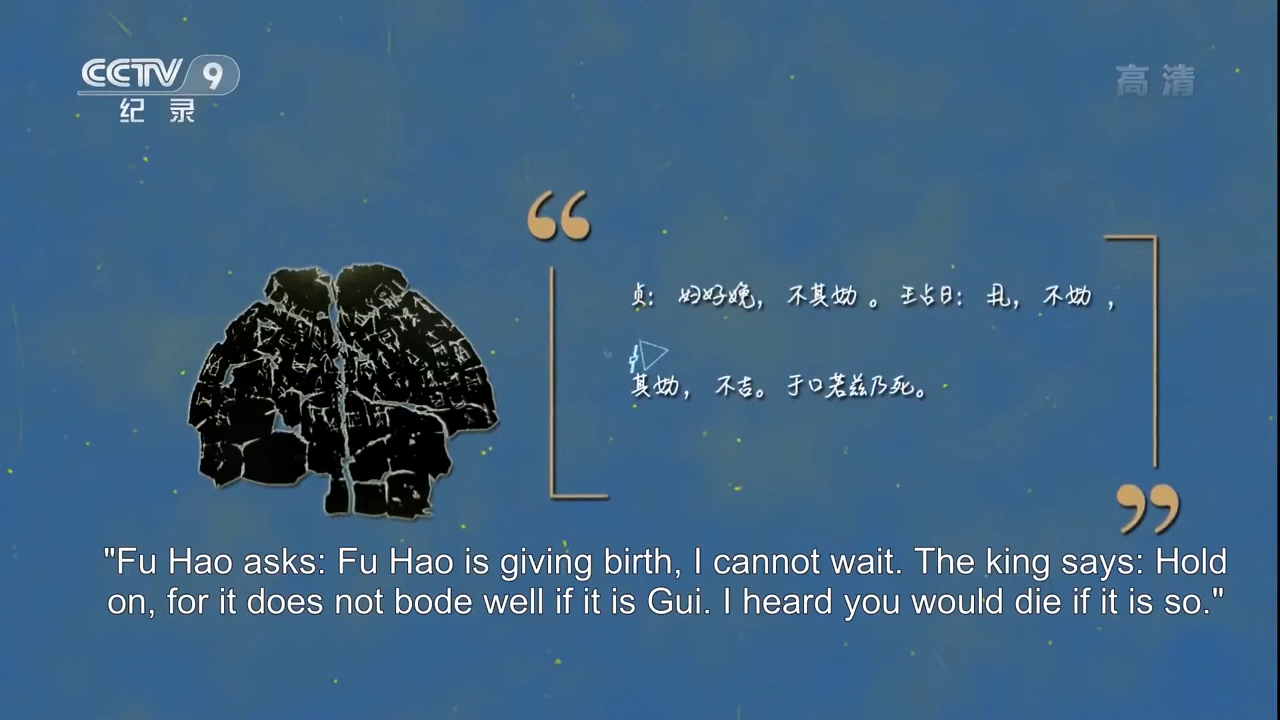 CCTV 9
高清
纪录
贞： 妇好娩， 不其妫 。 王占曰： 丮， 不妫 ，
其妫， 不吉。 于口若兹乃死。
"Fu Hao asks: Fu Hao is giving birth, I cannot wait. The king says: Hold
on, for it does not bode well if it is Gui. I heard you would die if it is so."